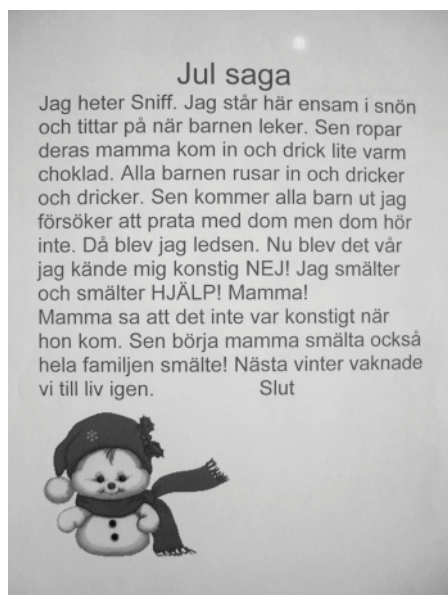 Jul saga
Jag heter Sniff. Jag står här ensam i snön
och tittar på när barnen leker. Sen ropar
deras mamma kom in och drick lite varm
choklad. Alla barnen rusar in och dricker
och dricker. Sen kommer alla barn ut jag
försöker att prata med dom men dom hör
inte. Då blev jag ledsen. Nu blev det vår
jag kände mig konstig NEJ! Jag smälter
och smälter HJÄLP! Mamma!
Mamma sa att det inte var konstigt när
hon kom. Sen börja mamma smälta också
hela familjen smälte! Nästa vinter vaknade
vi till liv igen. Slut